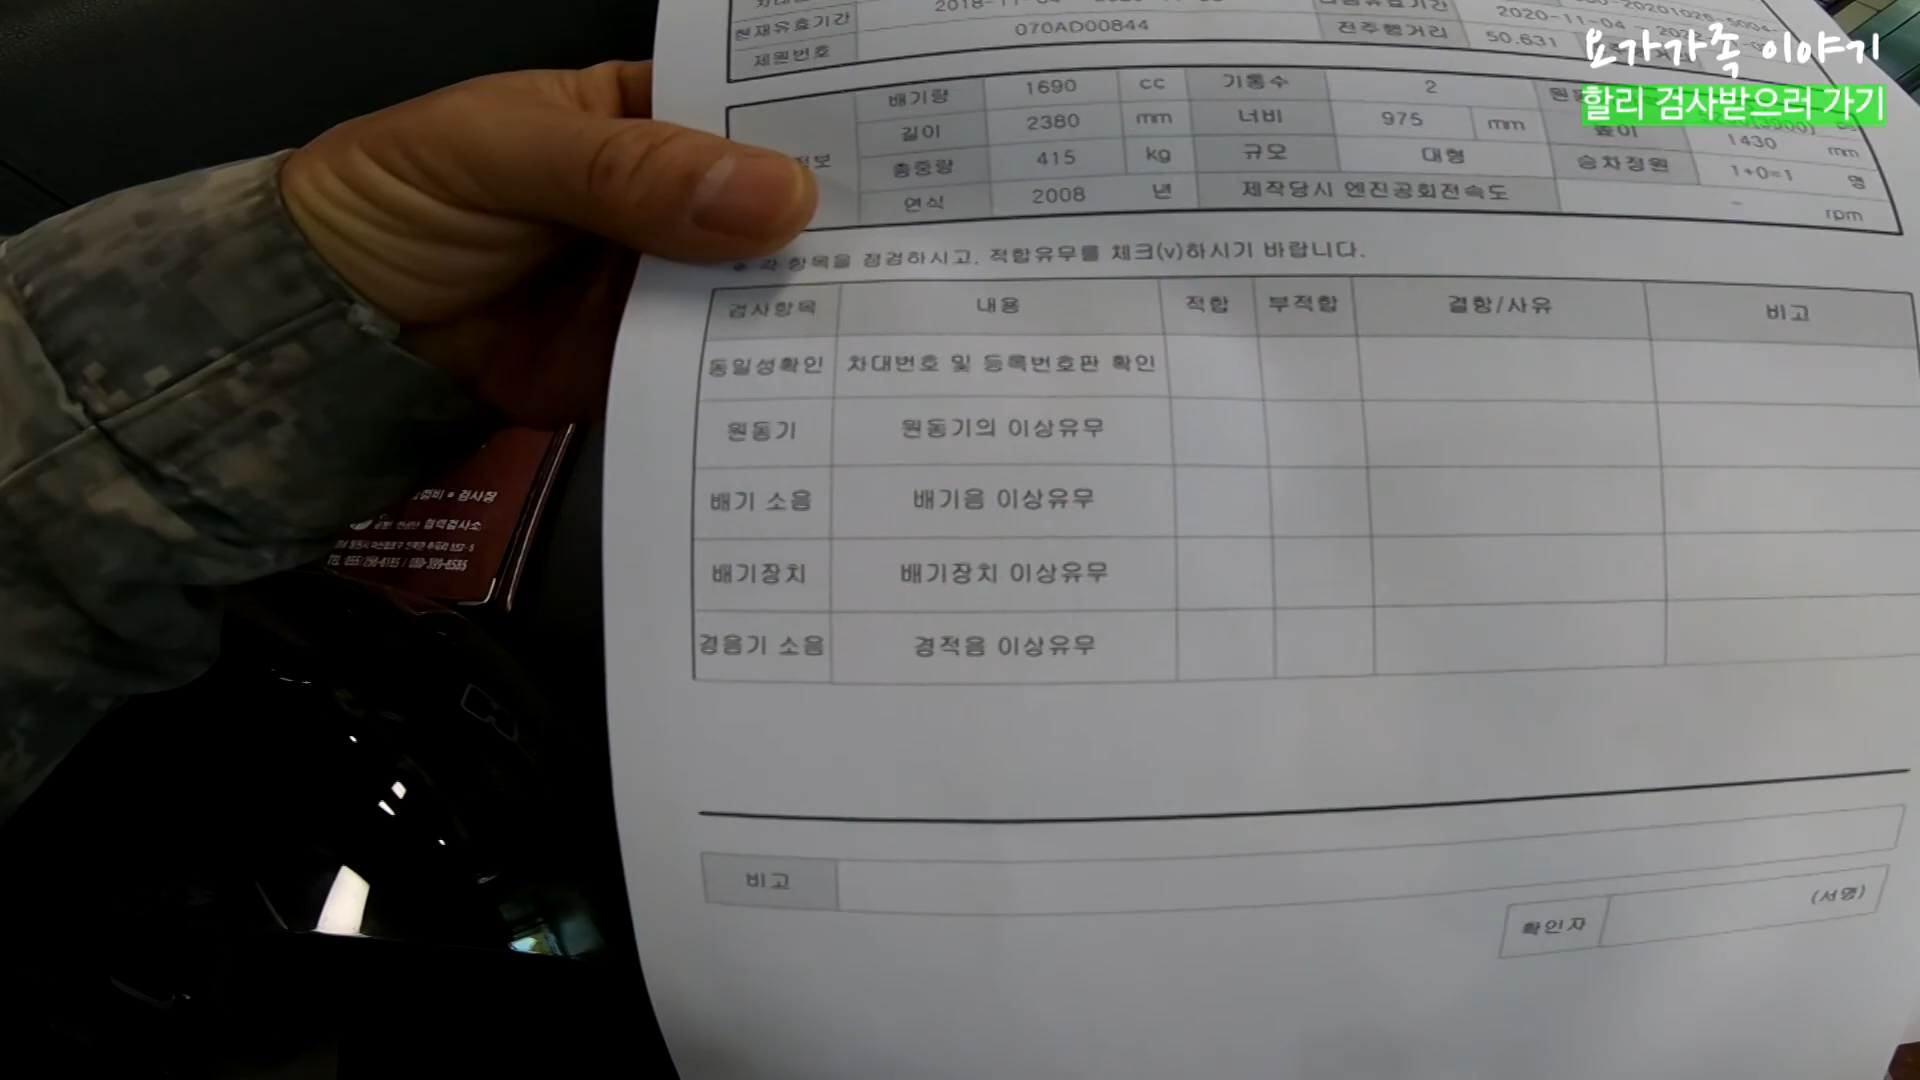 요가가족 이야기
할리 검사받으러 가기
현재유효기간
제원번호 070AD00844 전주행거리 50.631
배기량 1690 cc 기통수 2
길이 2380 mm 너비 975 mm 높이 1430 mm
총중량 415 kg 규모 대형 승차정원 1+0=1 명
연식 2008 년 제작당시 엔진공회전속도 - rpm
* 각 항목을 점검하시고, 적합유무를 체크(v)하시기 바랍니다.
검사항목 내용 적합 부적합 결함/사유 비고
동일성확인 차대번호 및 등록번호판 확인
원동기 원동기의 이상유무
배기 소음 배기음 이상유무
배기장치 배기장치 이상유무
경음기 소음 경적음 이상유무
비고
확인자 (서명)
검사장
협력검사소